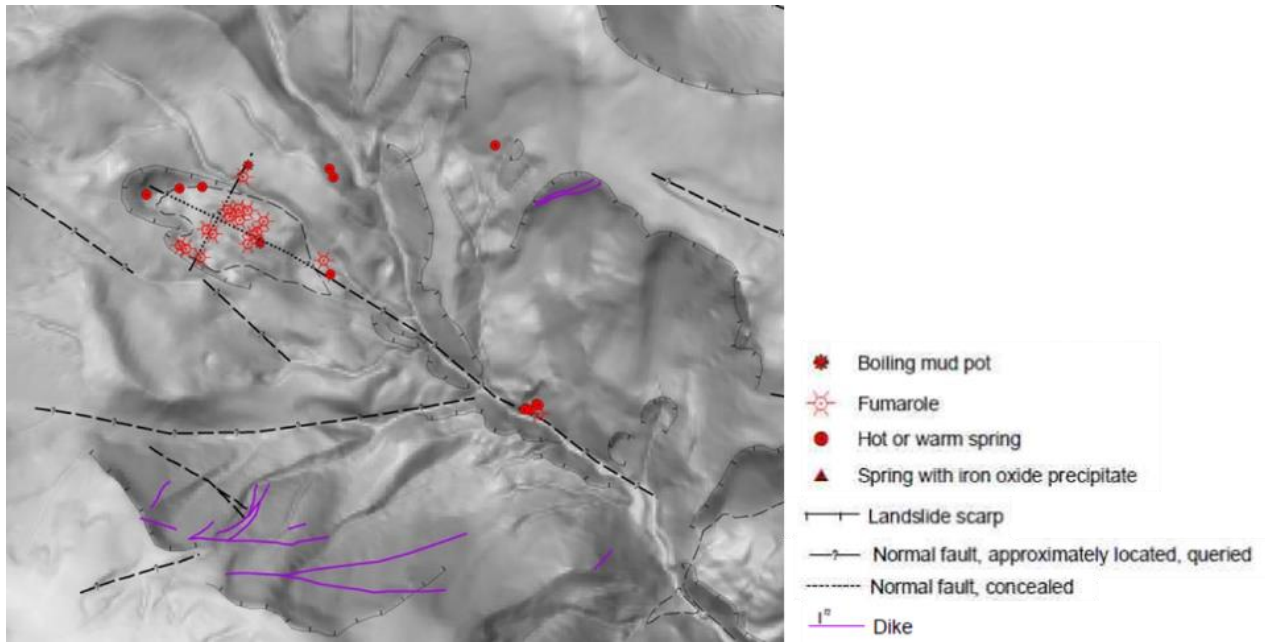 Boiling mud pot
Fumarole
Hot or warm spring
Spring with iron oxide precipitate
Landslide scarp
Normal fault, approximately located, queried
Normal fault, concealed
Dike